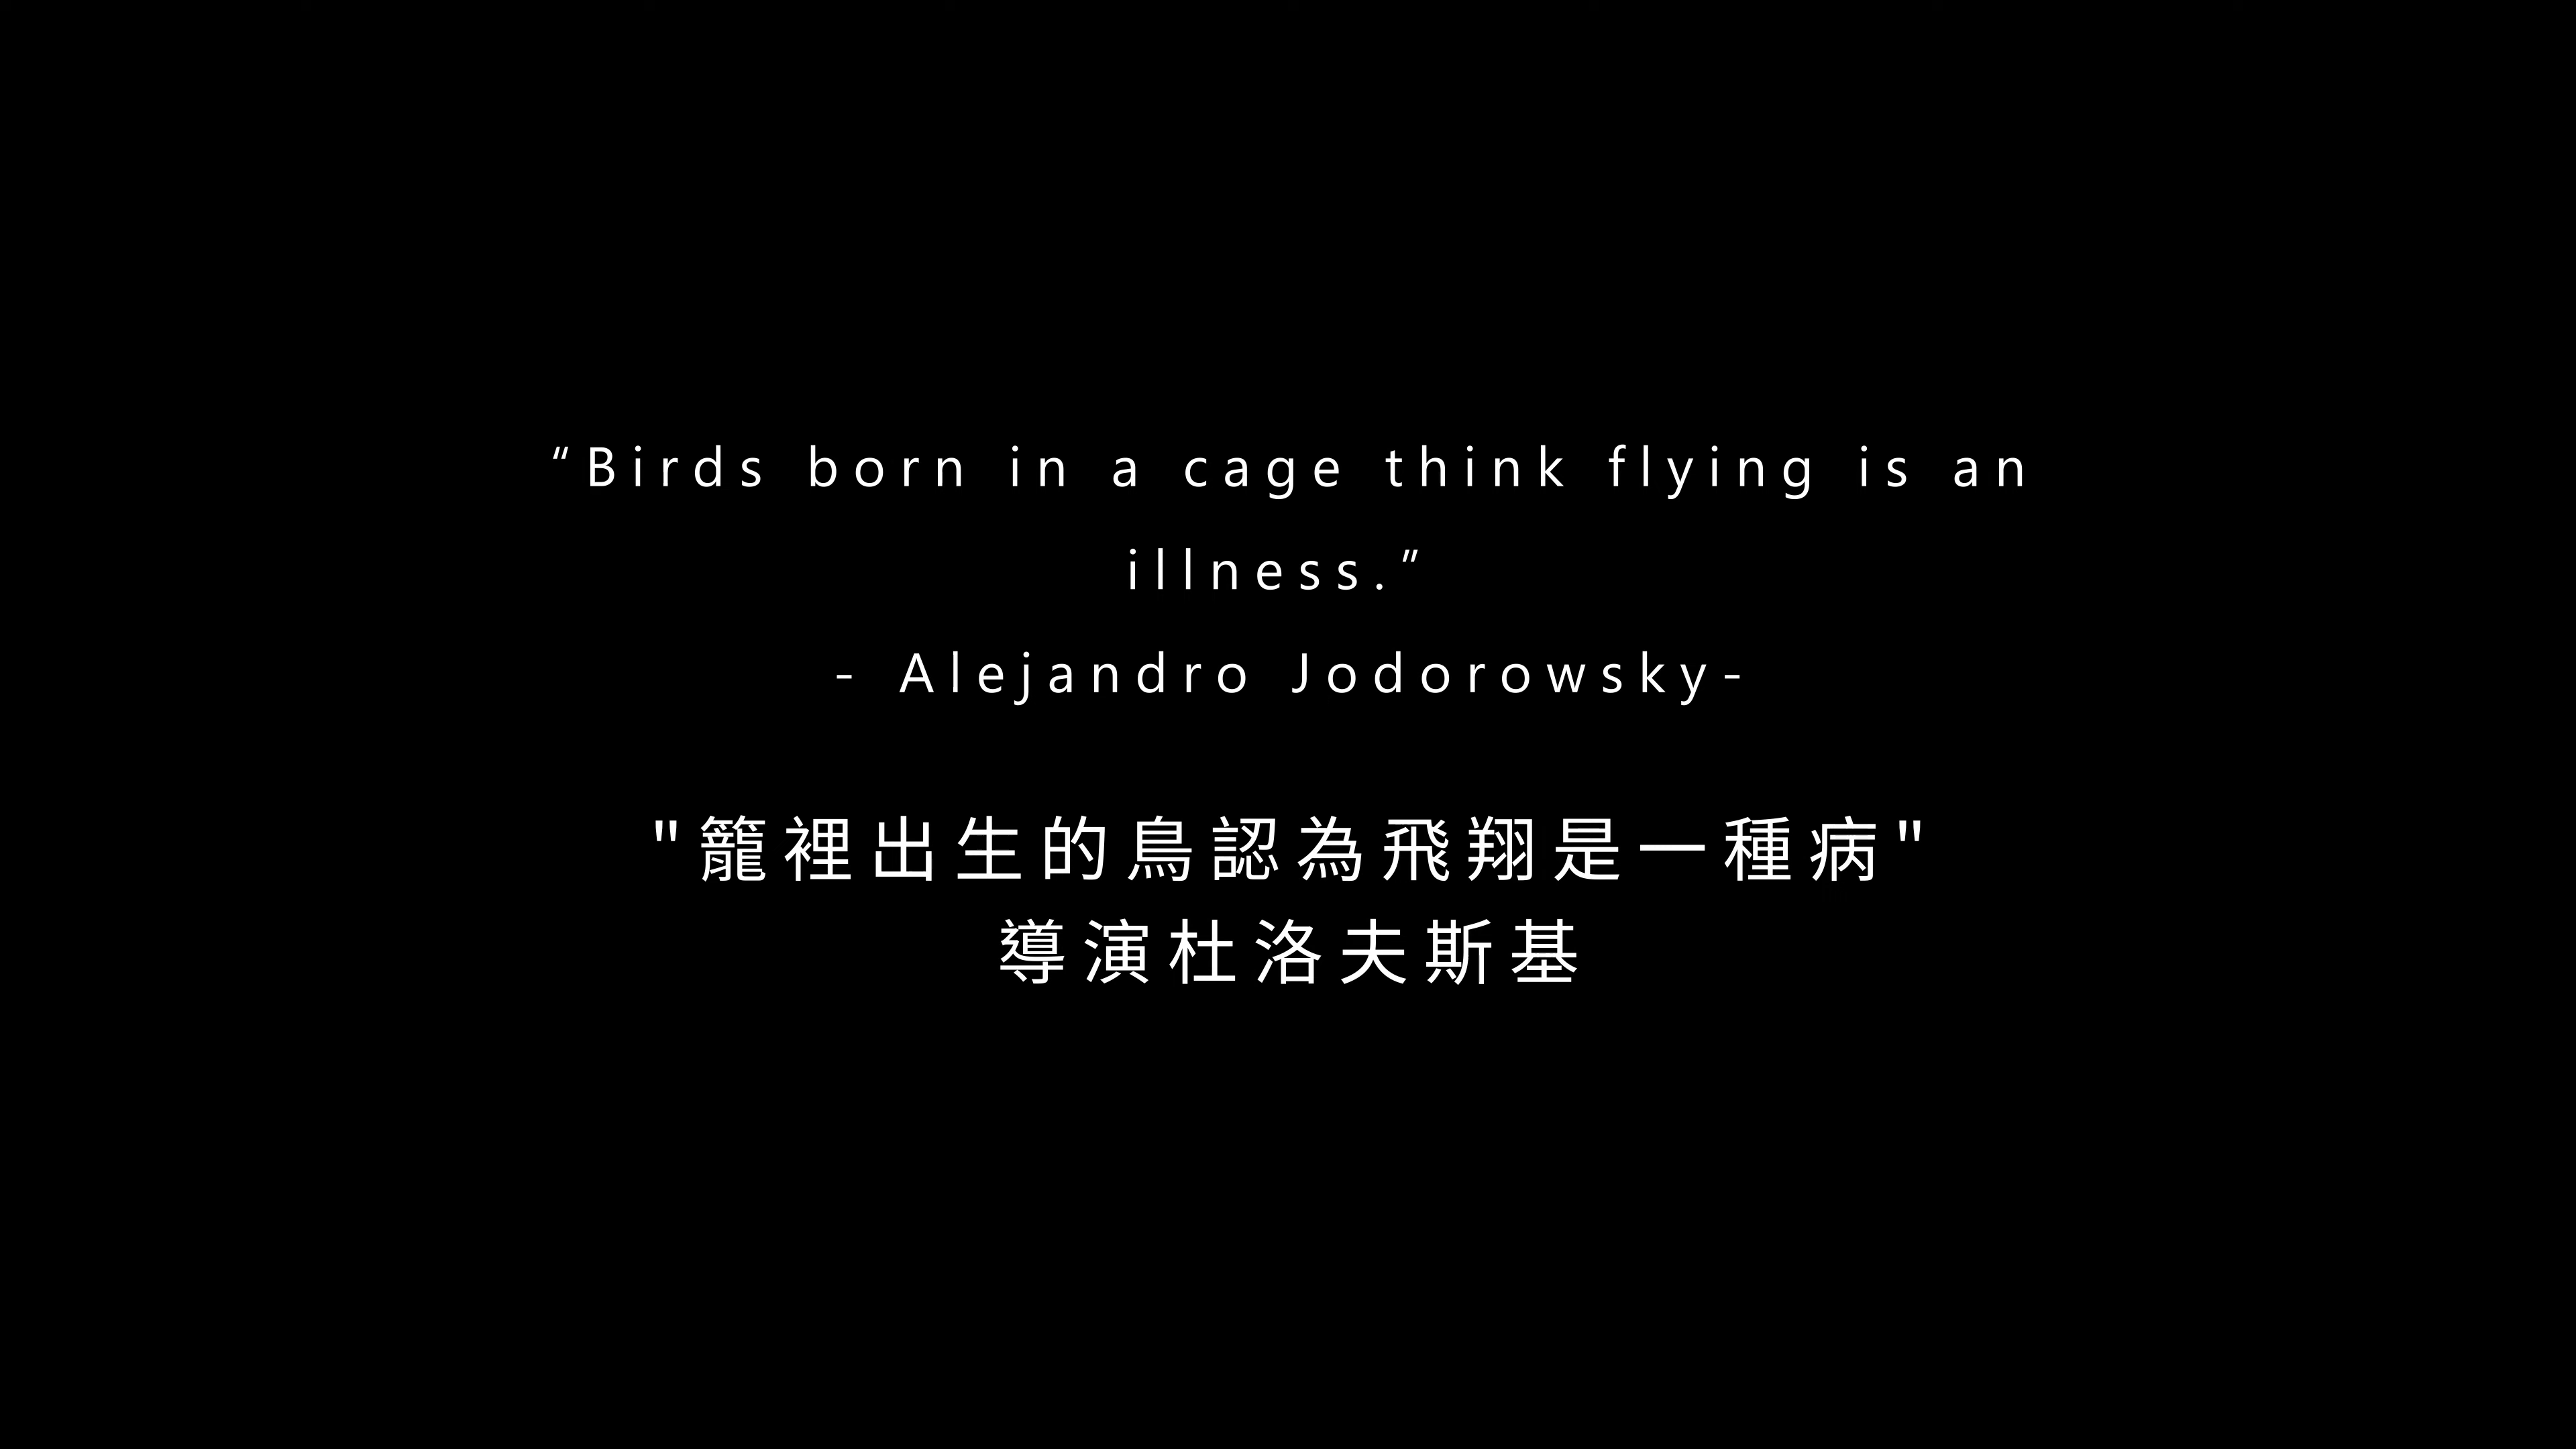 “Birds born in a cage think flying is an
illness.”
- Alejandro Jodorowsky-
"籠裡出生的鳥認為飛翔是一種病"
導演杜洛夫斯基